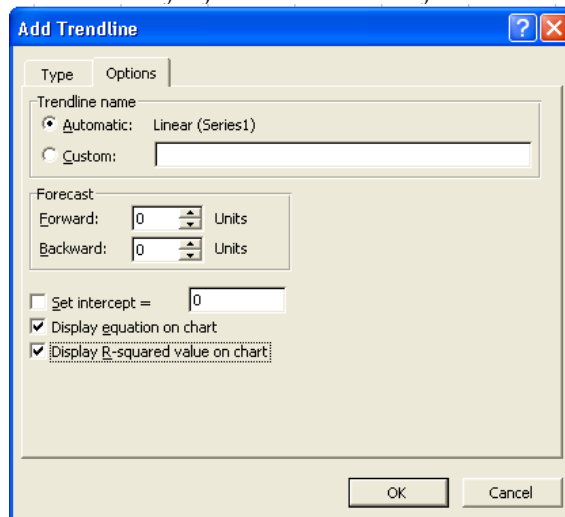 Add Trendline
Type Options
Trendline name
Automatic: Linear (Series1)
Custom:
Forecast
Forward: 0 Units
Backward: 0 Units
Set intercept = 0
Display equation on chart
Display R-squared value on chart
OK Cancel